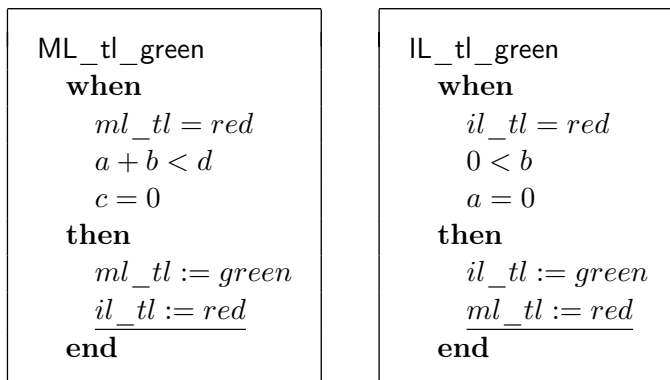 ML_tl_green
when
ml_tl = red
a + b < d
c = 0
then
ml_tl := green
il_tl := red
end
IL_tl_green
when
il_tl = red
0 < b
a = 0
then
il_tl := green
ml_tl := red
end